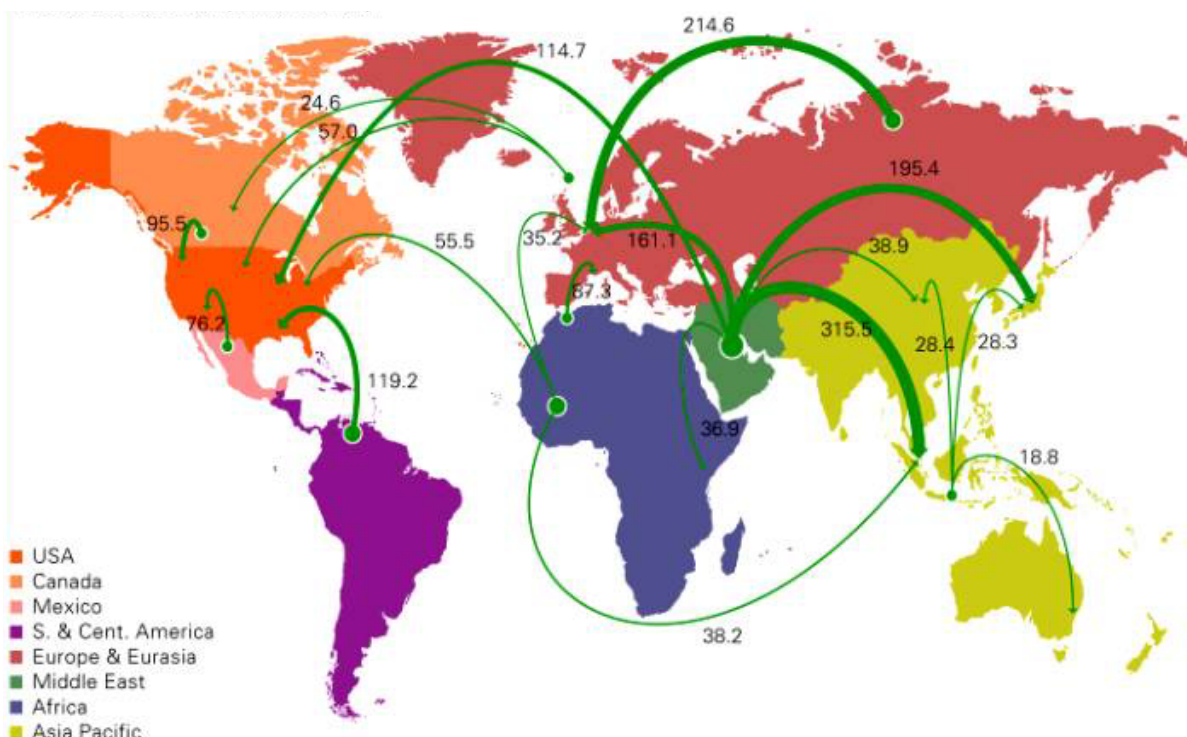 214.6
114.7
24.6
57.0
195.4
95.5
55.5
35.2
161.1
38.9
87.3
76.2
315.5
28.4
28.3
119.2
36.9
18.8
38.2
USA
Canada
Mexico
S. & Cent. America
Europe & Eurasia
Middle East
Africa
Asia Pacific